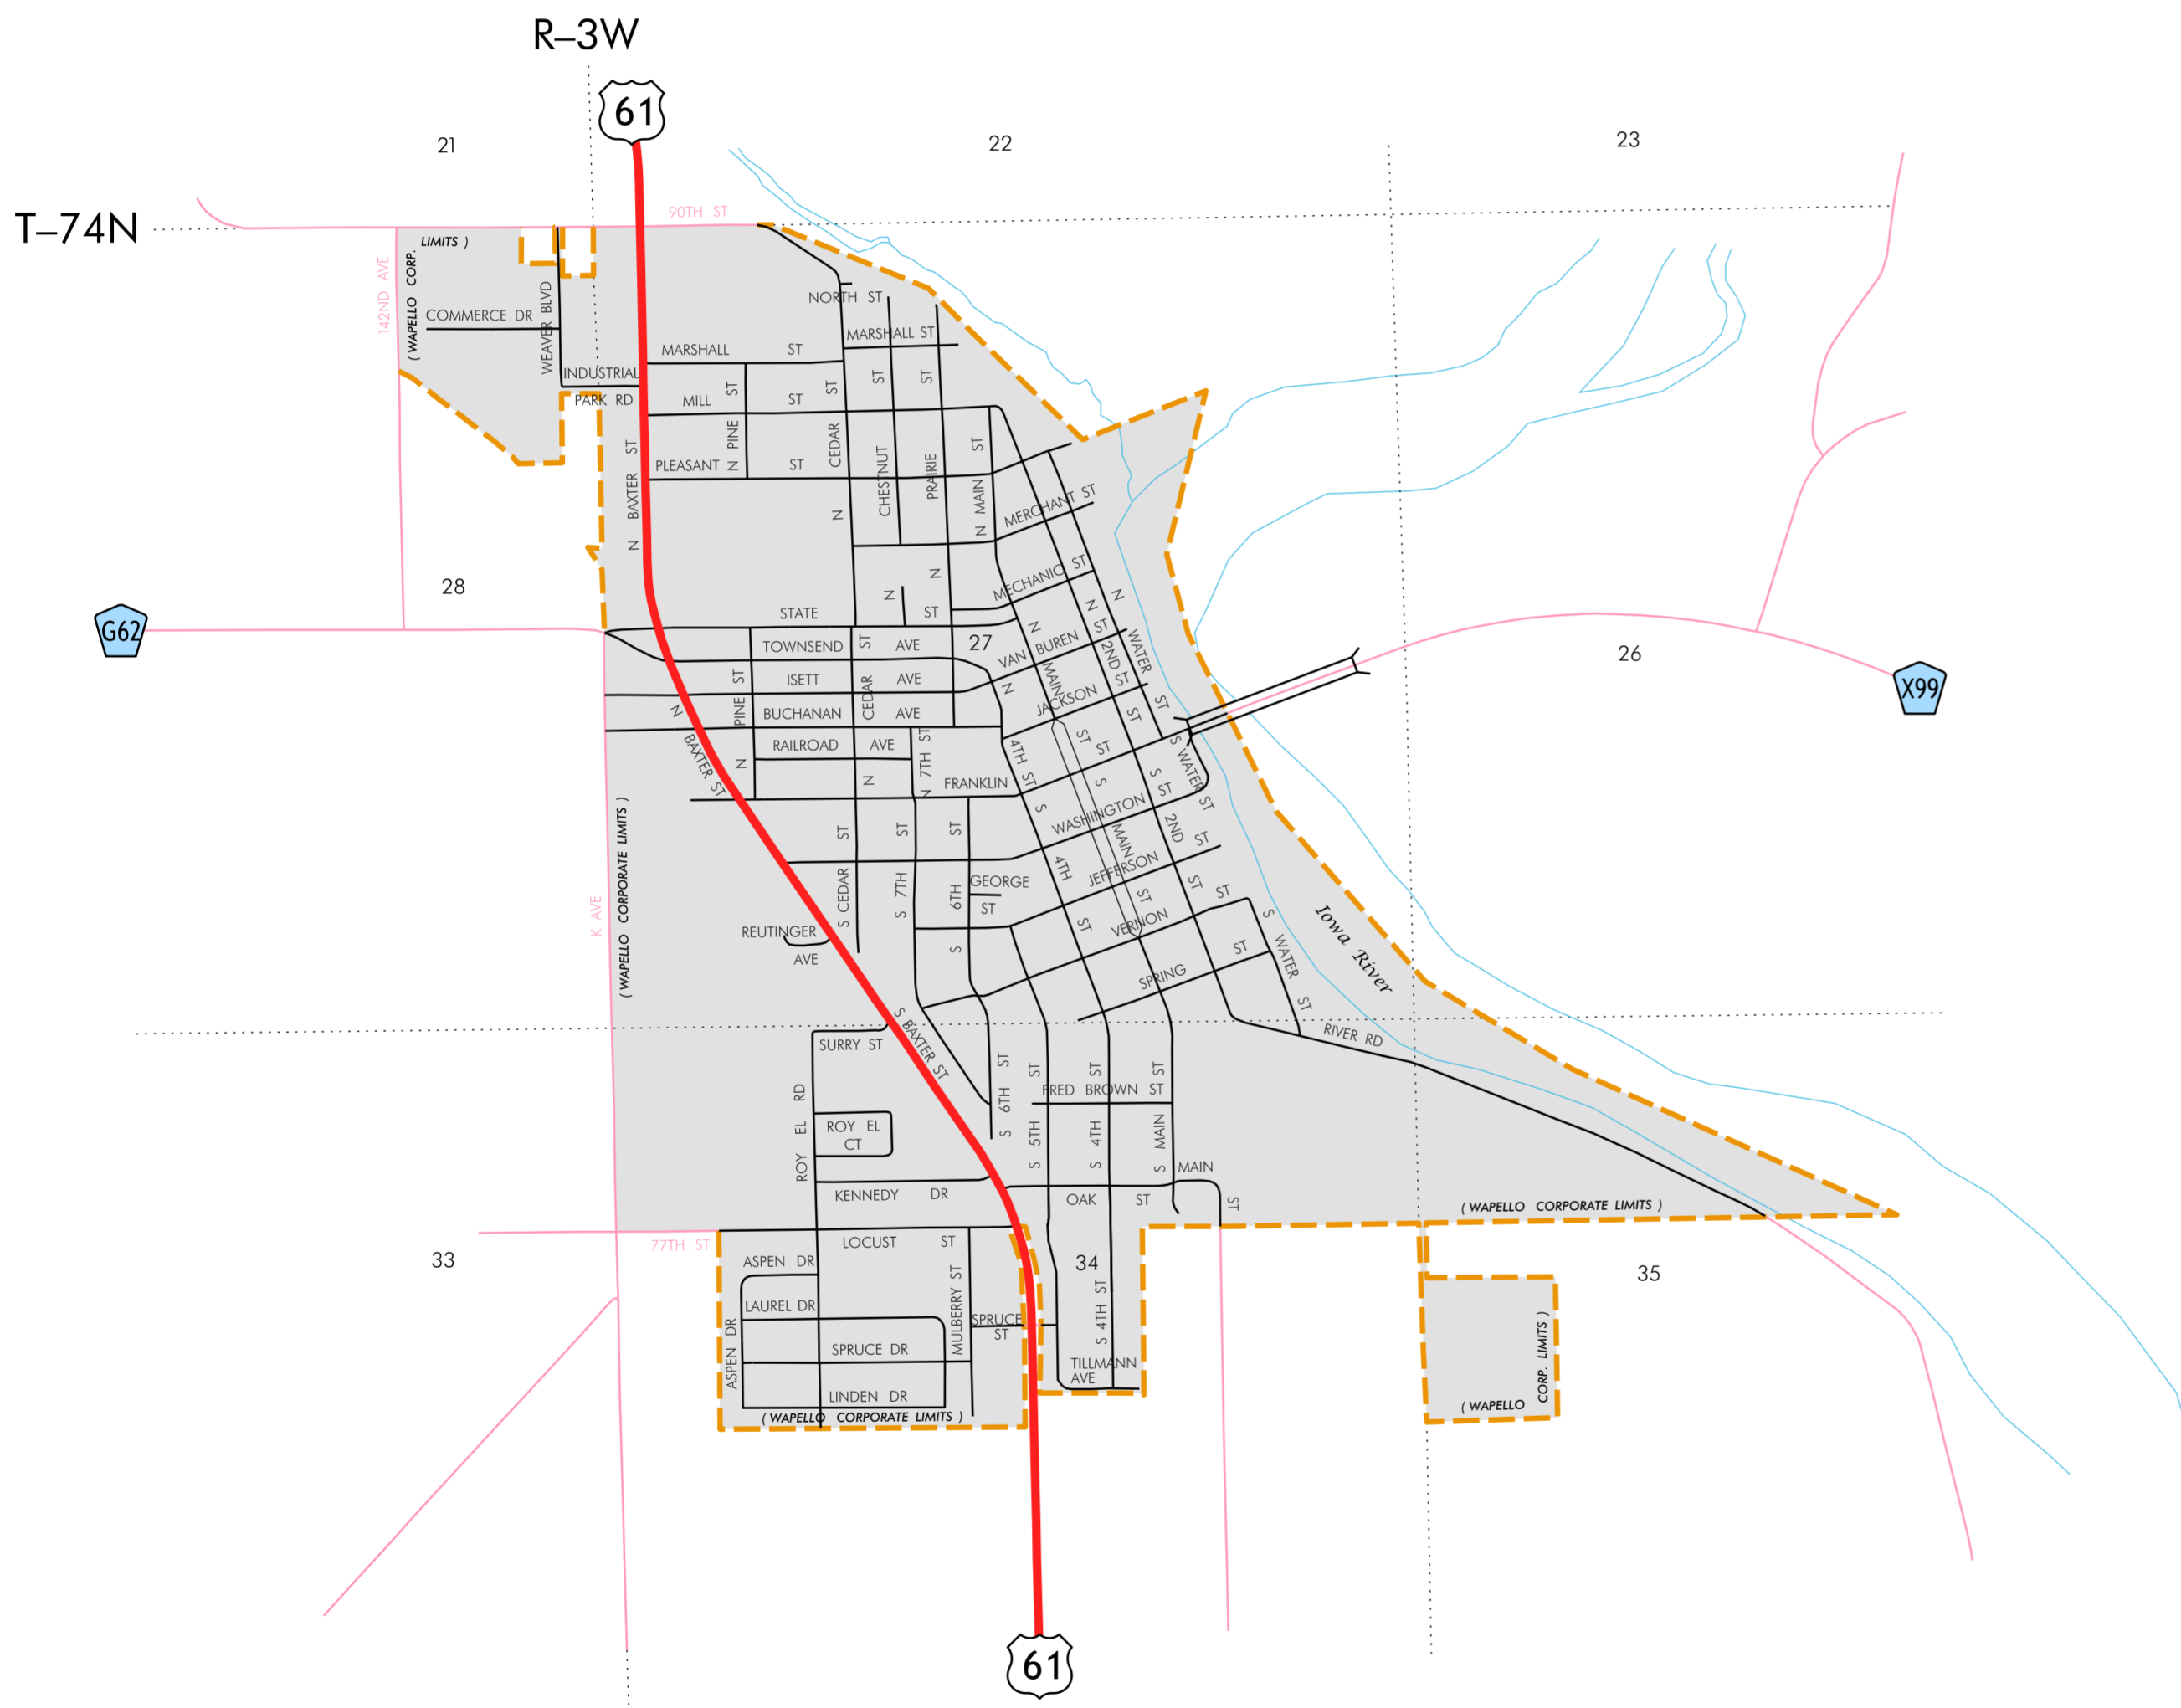 R–3W
61
21
22
23
T–74N
90TH ST
142ND AVE
( WAPELLO CORP.
LIMITS )
WEAVER BLVD
COMMERCE DR
INDUSTRIAL
PARK RD
NORTH ST
MARSHALL ST
MARSHALL ST
MILL ST
PLEASANT ST
N PINE ST
N CEDAR ST
CHESTNUT ST
N
PRAIRIE ST
N
N MAIN ST
N BAXTER ST
MERCHANT ST
MECHANIC ST
28
G62
STATE ST
TOWNSEND AVE
27
ISETT AVE
BUCHANAN AVE
RAILROAD AVE
FRANKLIN ST
VAN BUREN ST
JACKSON ST
N MAIN ST
N 2ND ST
N WATER ST
N 4TH ST
N PINE ST
N CEDAR ST
N 7TH ST
N BAXTER ST
26
X99
WASHINGTON ST
JEFFERSON ST
VERNON ST
SPRING ST
S WATER ST
S 2ND ST
S MAIN ST
S 4TH ST
S CEDAR ST
S 7TH ST
S 6TH ST
GEORGE
ST
REUTINGER
AVE
K AVE
( WAPELLO CORPORATE LIMITS )
Iowa River
S WATER ST
RIVER RD
S BAXTER ST
SURRY ST
ROY EL RD
ROY EL
CT
S 6TH ST
S 5TH ST
S 4TH ST
S MAIN ST
FRED BROWN ST
MAIN ST
KENNEDY DR
OAK ST
( WAPELLO CORPORATE LIMITS )
77TH ST
LOCUST ST
33
34
35
ASPEN DR
LAUREL DR
SPRUCE DR
LINDEN DR
ASPEN DR
MULBERRY ST
SPRUCE
ST
S 4TH ST
TILLMANN
AVE
( WAPELLO CORPORATE LIMITS )
( WAPELLO
CORP. LIMITS )
61